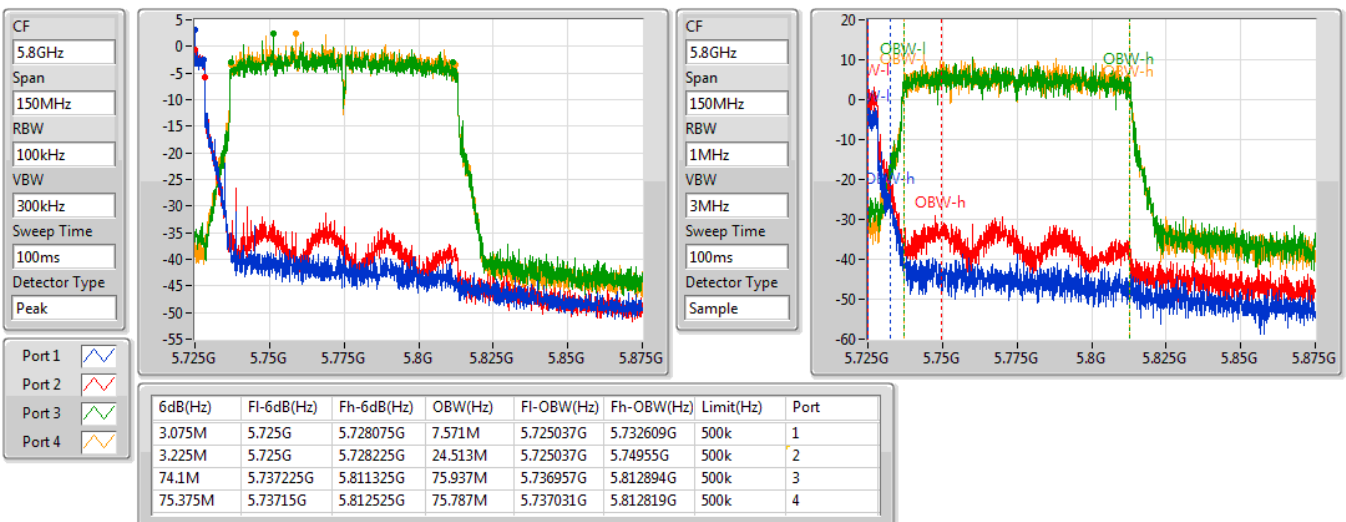 CF
5.8GHz
Span
150MHz
RBW
100kHz
VBW
300kHz
Sweep Time
100ms
Detector Type
Peak
5
0
-5
-10
-15
-20
-25
-30
-35
-40
-45
-50
-55
5.725G 5.75G 5.775G 5.8G 5.825G 5.85G 5.875G
CF
5.8GHz
Span
150MHz
RBW
1MHz
VBW
3MHz
Sweep Time
100ms
Detector Type
Sample
20
10
0
-10
-20
-30
-40
-50
-60
OBW-l
OBW-h
OBW-h
OBW-h
OBW-h
5.725G 5.75G 5.775G 5.8G 5.825G 5.85G 5.875G
Port 1
Port 2
Port 3
Port 4
6dB(Hz) Fl-6dB(Hz) Fh-6dB(Hz) OBW(Hz) Fl-OBW(Hz) Fh-OBW(Hz) Limit(Hz) Port
3.075M 5.725G 5.728075G 7.571M 5.725037G 5.732609G 500k 1
3.225M 5.725G 5.728225G 24.513M 5.725037G 5.74955G 500k 2
74.1M 5.737225G 5.811325G 75.937M 5.736957G 5.812894G 500k 3
75.375M 5.73715G 5.812525G 75.787M 5.737031G 5.812819G 500k 4